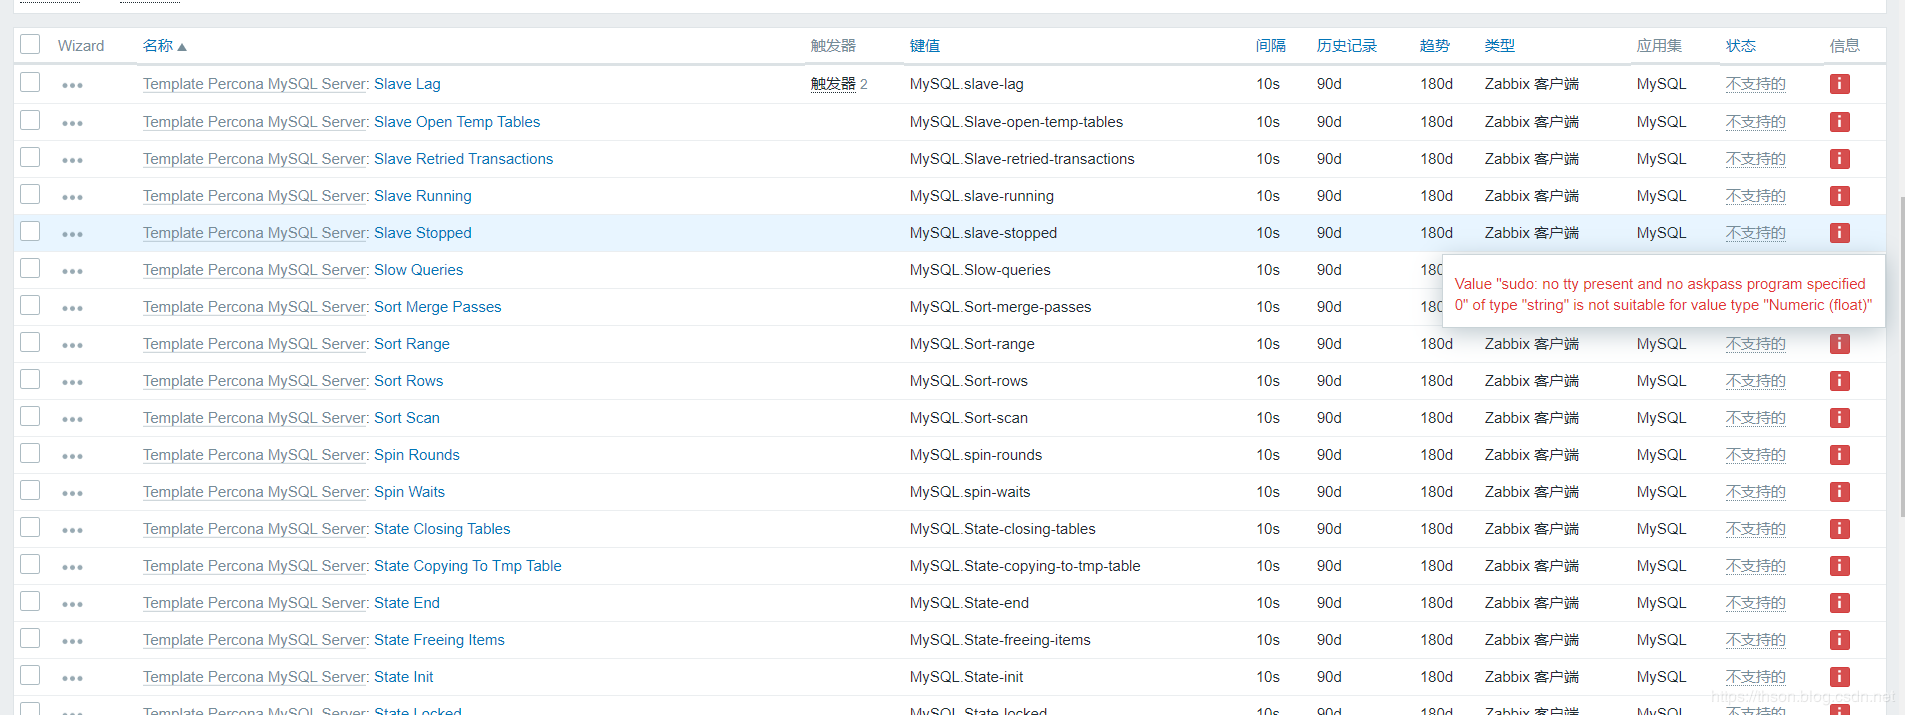 Wizard 名称 触发器 键值 间隔 历史记录 趋势 类型 应用集 状态 信息
Template Percona MySQL Server: Slave Lag 触发器 2 MySQL.slave-lag 10s 90d 180d Zabbix 客户端 MySQL 不支持的
Template Percona MySQL Server: Slave Open Temp Tables MySQL.Slave-open-temp-tables 10s 90d 180d Zabbix 客户端 MySQL 不支持的
Template Percona MySQL Server: Slave Retried Transactions MySQL.Slave-retried-transactions 10s 90d 180d Zabbix 客户端 MySQL 不支持的
Template Percona MySQL Server: Slave Running MySQL.slave-running 10s 90d 180d Zabbix 客户端 MySQL 不支持的
Template Percona MySQL Server: Slave Stopped MySQL.slave-stopped 10s 90d 180d Zabbix 客户端 MySQL 不支持的
Template Percona MySQL Server: Slow Queries MySQL.Slow-queries 10s 90d
Value "sudo: no tty present and no askpass program specified
0" of type "string" is not suitable for value type "Numeric (float)"
Template Percona MySQL Server: Sort Merge Passes MySQL.Sort-merge-passes 10s 90d
Template Percona MySQL Server: Sort Range MySQL.Sort-range 10s 90d 180d Zabbix 客户端 MySQL 不支持的
Template Percona MySQL Server: Sort Rows MySQL.Sort-rows 10s 90d 180d Zabbix 客户端 MySQL 不支持的
Template Percona MySQL Server: Sort Scan MySQL.Sort-scan 10s 90d 180d Zabbix 客户端 MySQL 不支持的
Template Percona MySQL Server: Spin Rounds MySQL.spin-rounds 10s 90d 180d Zabbix 客户端 MySQL 不支持的
Template Percona MySQL Server: Spin Waits MySQL.spin-waits 10s 90d 180d Zabbix 客户端 MySQL 不支持的
Template Percona MySQL Server: State Closing Tables MySQL.State-closing-tables 10s 90d 180d Zabbix 客户端 MySQL 不支持的
Template Percona MySQL Server: State Copying To Tmp Table MySQL.State-copying-to-tmp-table 10s 90d 180d Zabbix 客户端 MySQL 不支持的
Template Percona MySQL Server: State End MySQL.State-end 10s 90d 180d Zabbix 客户端 MySQL 不支持的
Template Percona MySQL Server: State Freeing Items MySQL.State-freeing-items 10s 90d 180d Zabbix 客户端 MySQL 不支持的
Template Percona MySQL Server: State Init MySQL.State-init 10s 90d 180d Zabbix 客户端 MySQL 不支持的
https://thson.blog.csdn.net
Template Percona MySQL Server: State Locked MySQL.State-locked 10s 90d 180d Zabbix 客户端 MySQL 不支持的